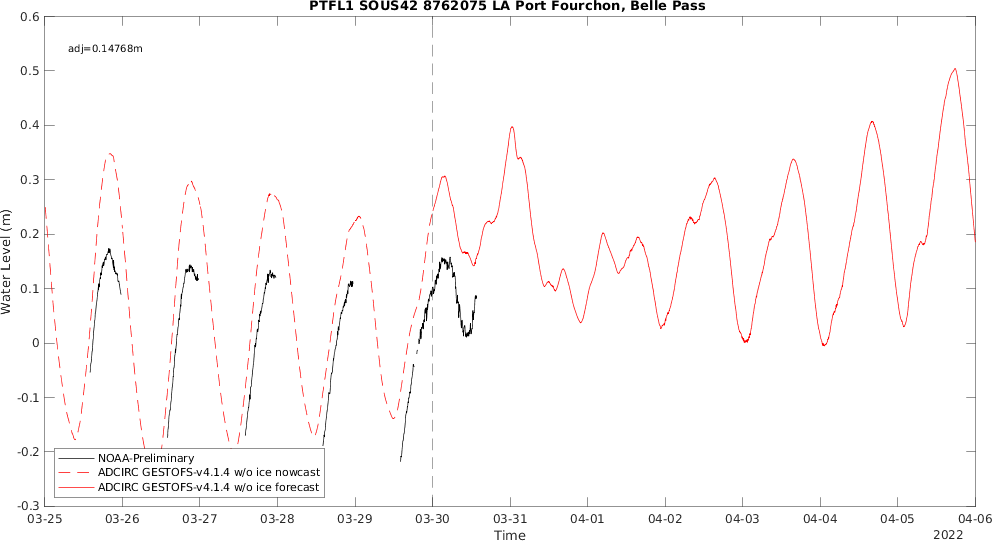 PTFL1 SOUS42 8762075 LA Port Fourchon, Belle Pass
adj=0.14768m
0.6
0.5
0.4
0.3
0.2
0.1
0
-0.1
-0.2
-0.3
Water Level (m)
NOAA-Preliminary
ADCIRC GESTOFS-v4.1.4 w/o ice nowcast
ADCIRC GESTOFS-v4.1.4 w/o ice forecast
03-25 03-26 03-27 03-28 03-29 03-30 03-31 04-01 04-02 04-03 04-04 04-05 04-06
Time
2022